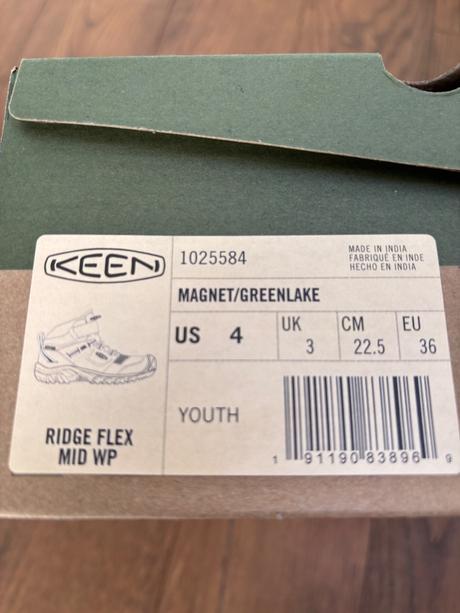 KEEN
1025584
MADE IN INDIA
FABRIQUÉ EN INDE
HECHO EN INDIA
MAGNET/GREENLAKE
US 4
UK 3
CM 22.5
EU 36
YOUTH
RIDGE FLEX
MID WP
1 91190 83896 9